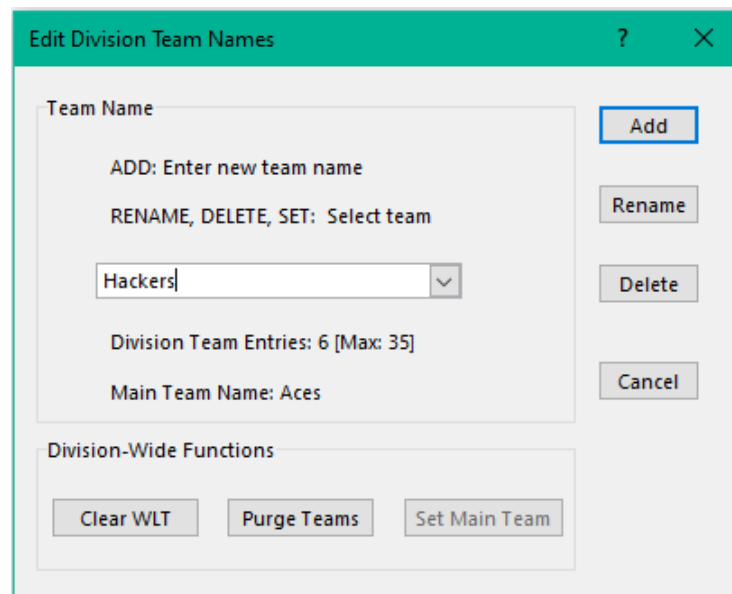 Edit Division Team Names ?
Team Name
Add
ADD: Enter new team name
RENAME, DELETE, SET: Select team
Rename
Hackers
Delete
Division Team Entries: 6 [Max: 35]
Main Team Name: Aces
Cancel
Division-Wide Functions
Clear WLT Purge Teams Set Main Team